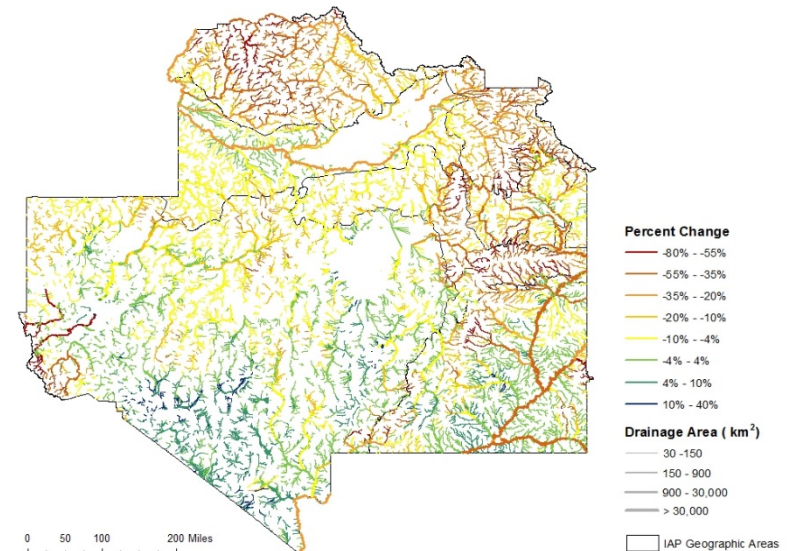 Percent Change
-80% - -55%
-55% - -35%
-35% - -20%
-20% - -10%
-10% - -4%
-4% - 4%
4% - 10%
10% - 40%
Drainage Area ( km²)
30 -150
150 - 900
900 - 30,000
> 30,000
IAP Geographic Areas
0 50 100 200 Miles